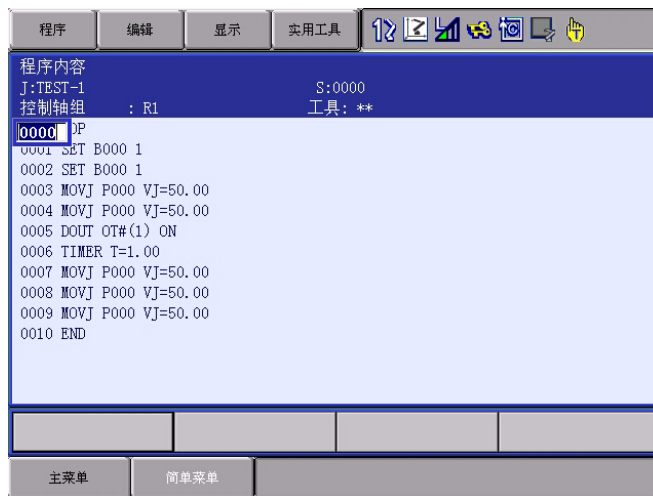 程序 编辑 显示 实用工具
程序内容
J:TEST-1 S:0000
控制轴组 : R1 工具: **
0000 OP
0001 SET B000 1
0002 SET B000 1
0003 MOVJ P000 VJ=50.00
0004 MOVJ P000 VJ=50.00
0005 DOUT OT#(1) ON
0006 TIMER T=1.00
0007 MOVJ P000 VJ=50.00
0008 MOVJ P000 VJ=50.00
0009 MOVJ P000 VJ=50.00
0010 END
主菜单 简单菜单